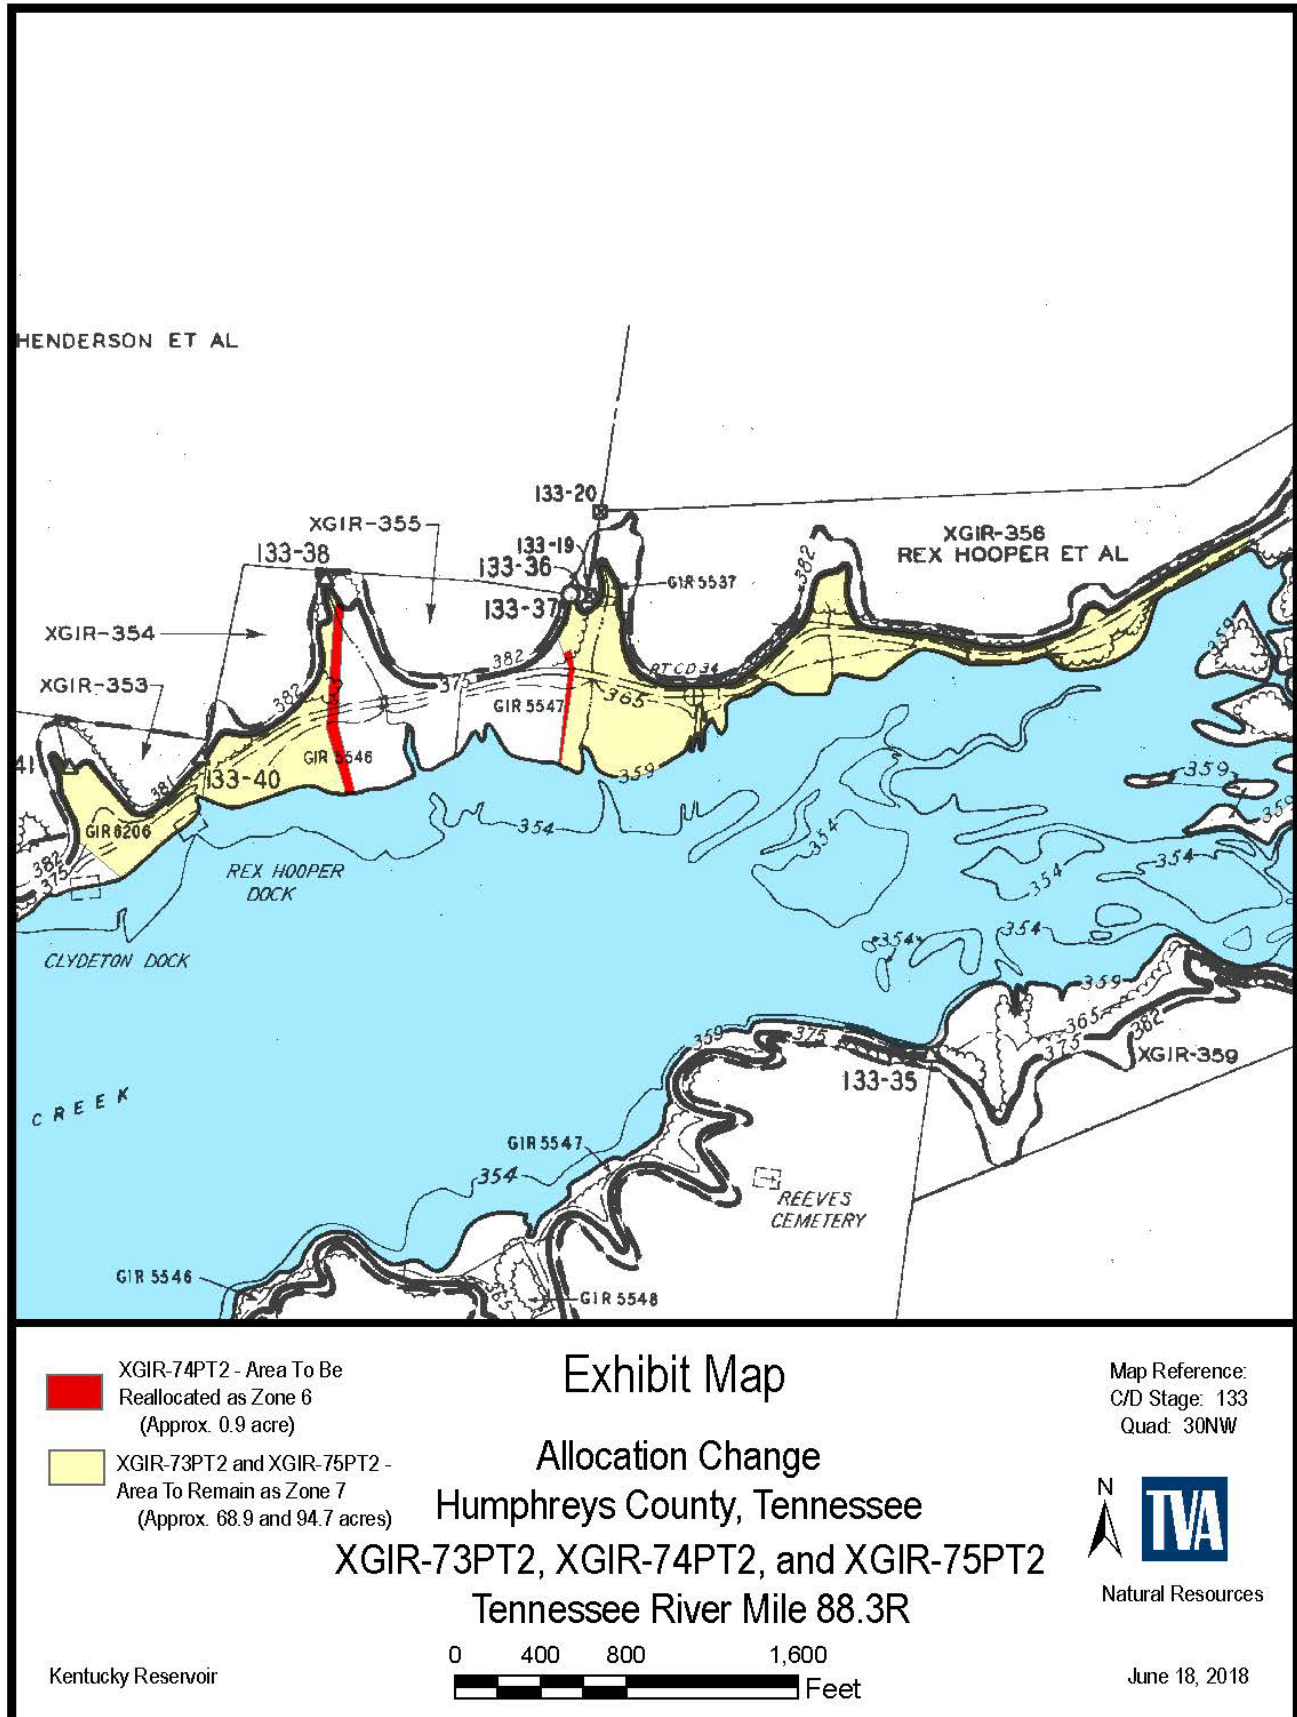 HENDERSON ET AL
133-20
XGIR-355
133-19
XGIR-356
REX HOOPER ET AL
133-38
133-36
GIR 5537
382
133-37
XGIR-354
382
RT CD 34
359
XGIR-353
382
375
GIR 5547
365
41
381
133-40
GIR 5546
359
359
GIR 6206
354
354
359
382
375
REX HOOPER
DOCK
354
354
354
354
CLYDETON DOCK
359
365
382
359
375
375
XGIR-359
133-35
CREEK
GIR 5547
354
REEVES
CEMETERY
GIR 5546
365
GIR 5548
XGIR-74PT2 - Area To Be
Reallocated as Zone 6
(Approx. 0.9 acre)
XGIR-73PT2 and XGIR-75PT2 -
Area To Remain as Zone 7
(Approx. 68.9 and 94.7 acres)
Exhibit Map
Allocation Change
Humphreys County, Tennessee
XGIR-73PT2, XGIR-74PT2, and XGIR-75PT2
Tennessee River Mile 88.3R
0 400 800 1,600
Feet
Map Reference:
C/D Stage: 133
Quad: 30NW
N
TVA
Natural Resources
Kentucky Reservoir
June 18, 2018